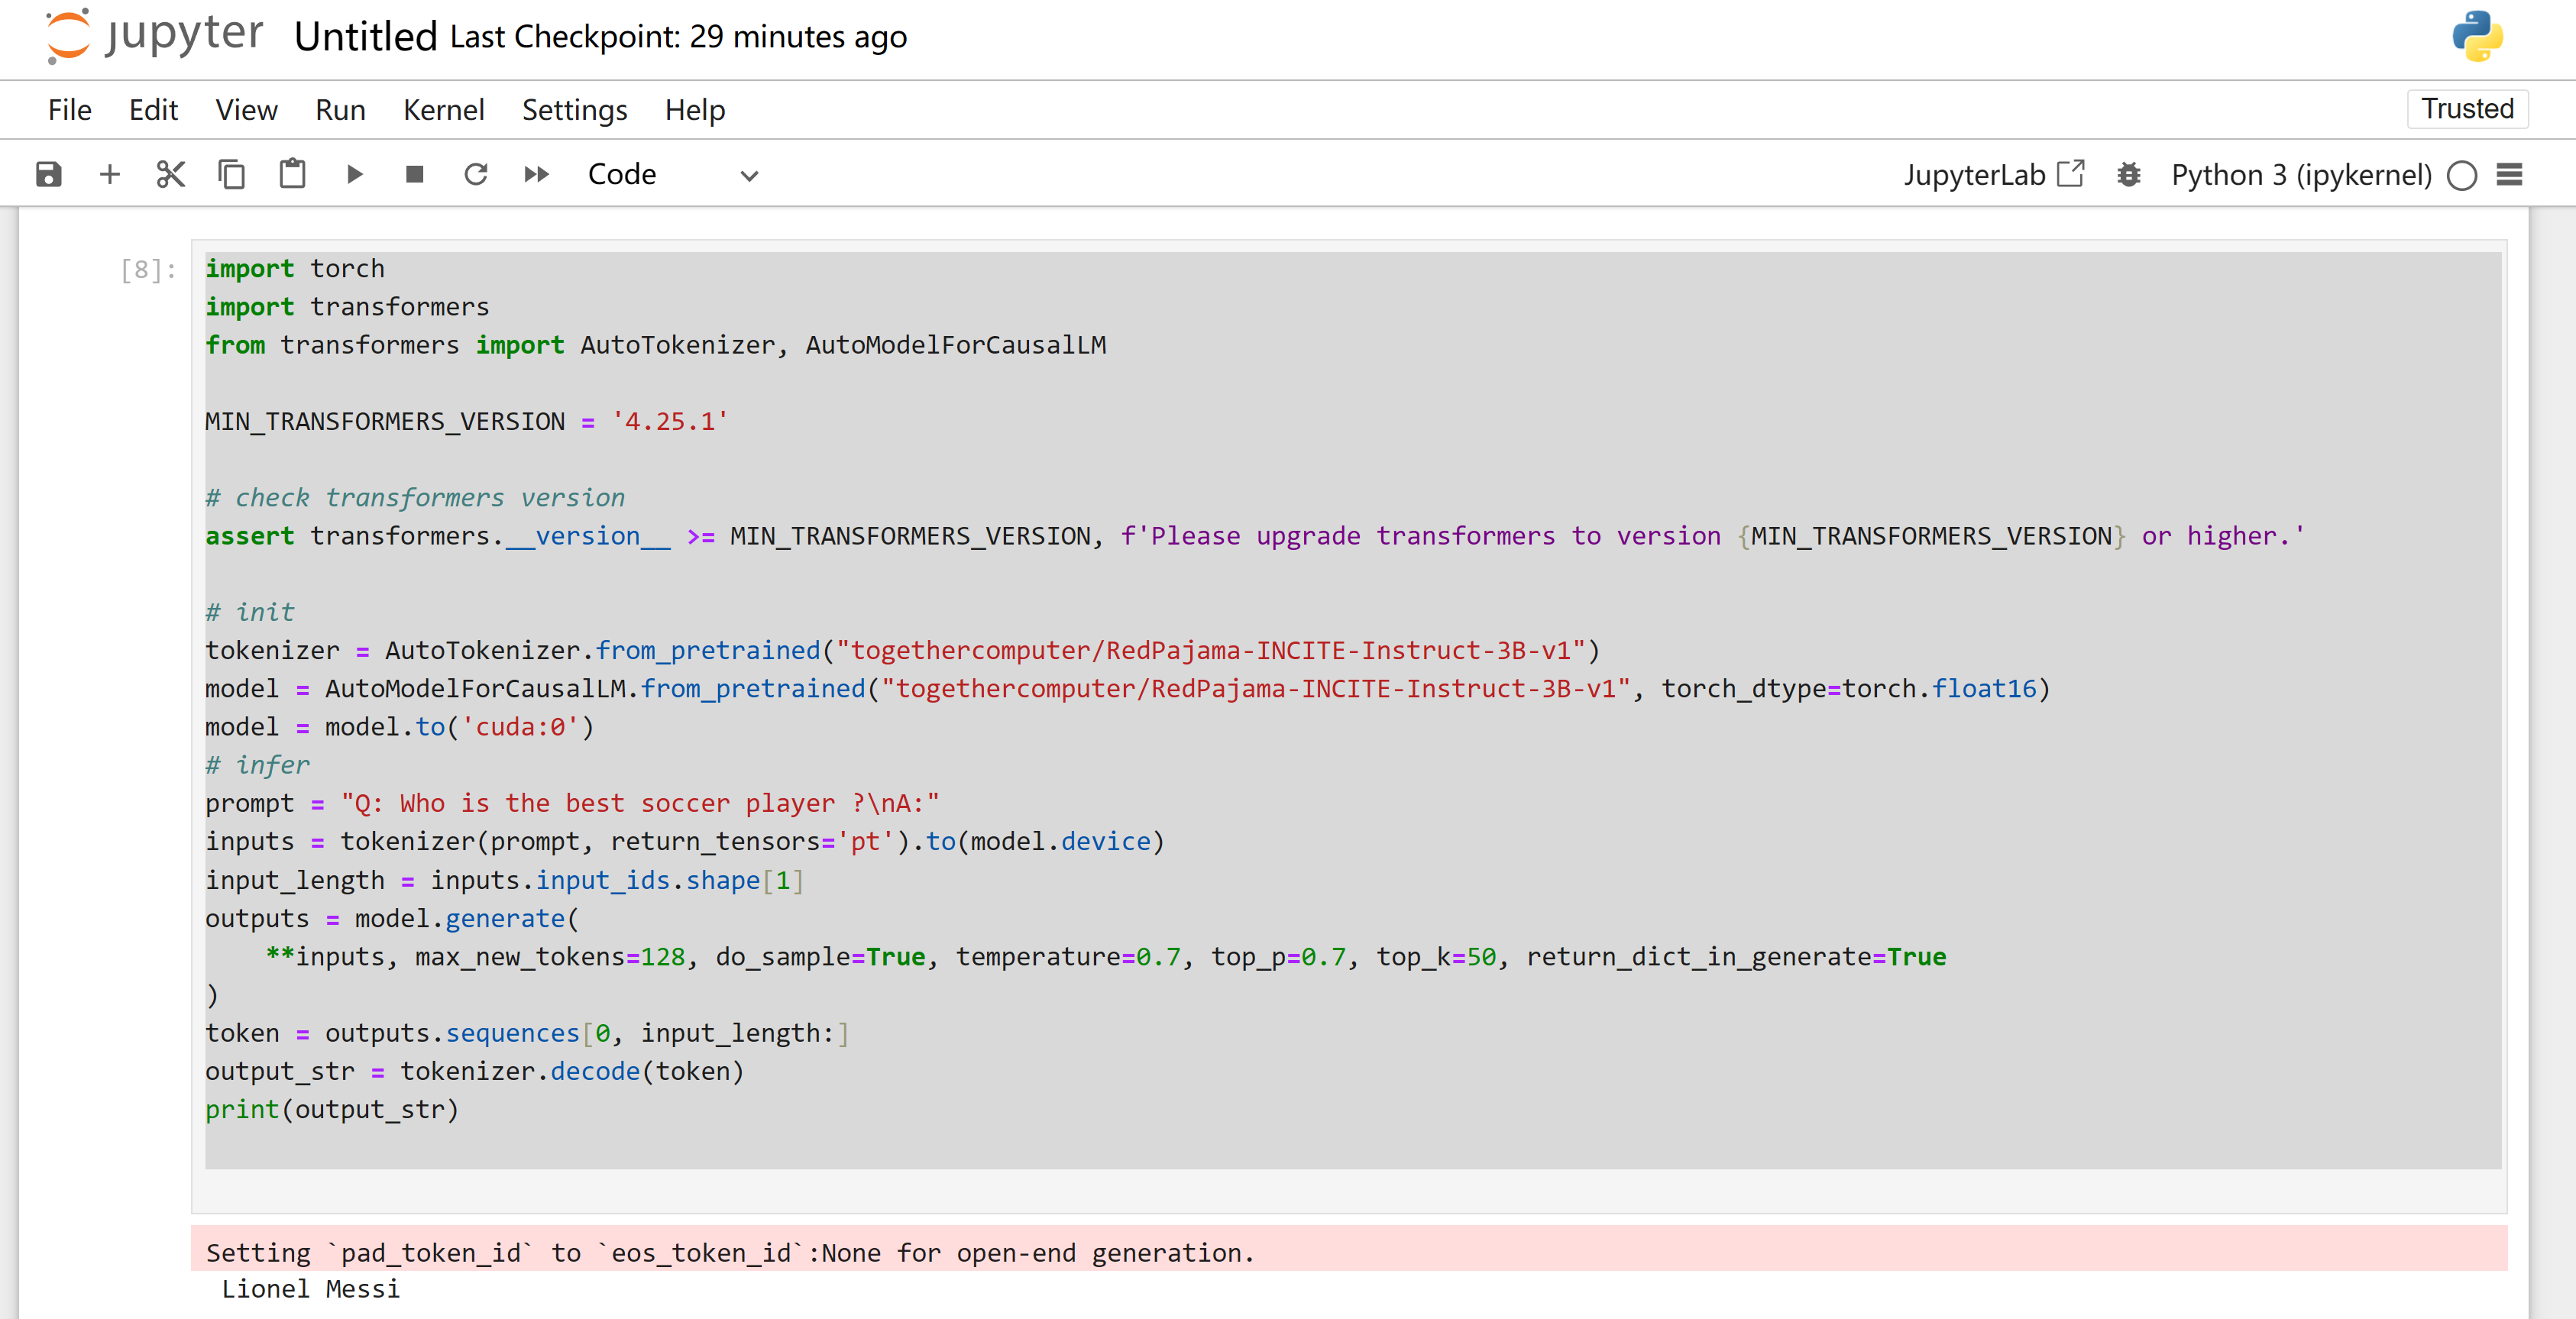 jupyter Untitled Last Checkpoint: 29 minutes ago
File Edit View Run Kernel Settings Help Trusted
Code JupyterLab Python 3 (ipykernel)
[8]: import torch
import transformers
from transformers import AutoTokenizer, AutoModelForCausalLM
MIN_TRANSFORMERS_VERSION = '4.25.1'
# check transformers version
assert transformers.__version__ >= MIN_TRANSFORMERS_VERSION, f'Please upgrade transformers to version {MIN_TRANSFORMERS_VERSION} or higher.'
# init
tokenizer = AutoTokenizer.from_pretrained("togethercomputer/RedPajama-INCITE-Instruct-3B-v1")
model = AutoModelForCausalLM.from_pretrained("togethercomputer/RedPajama-INCITE-Instruct-3B-v1", torch_dtype=torch.float16)
model = model.to('cuda:0')
# infer
prompt = "Q: Who is the best soccer player ?\nA:"
inputs = tokenizer(prompt, return_tensors='pt').to(model.device)
input_length = inputs.input_ids.shape[1]
outputs = model.generate(
    **inputs, max_new_tokens=128, do_sample=True, temperature=0.7, top_p=0.7, top_k=50, return_dict_in_generate=True
)
token = outputs.sequences[0, input_length:]
output_str = tokenizer.decode(token)
print(output_str)
Setting `pad_token_id` to `eos_token_id`:None for open-end generation.
Lionel Messi